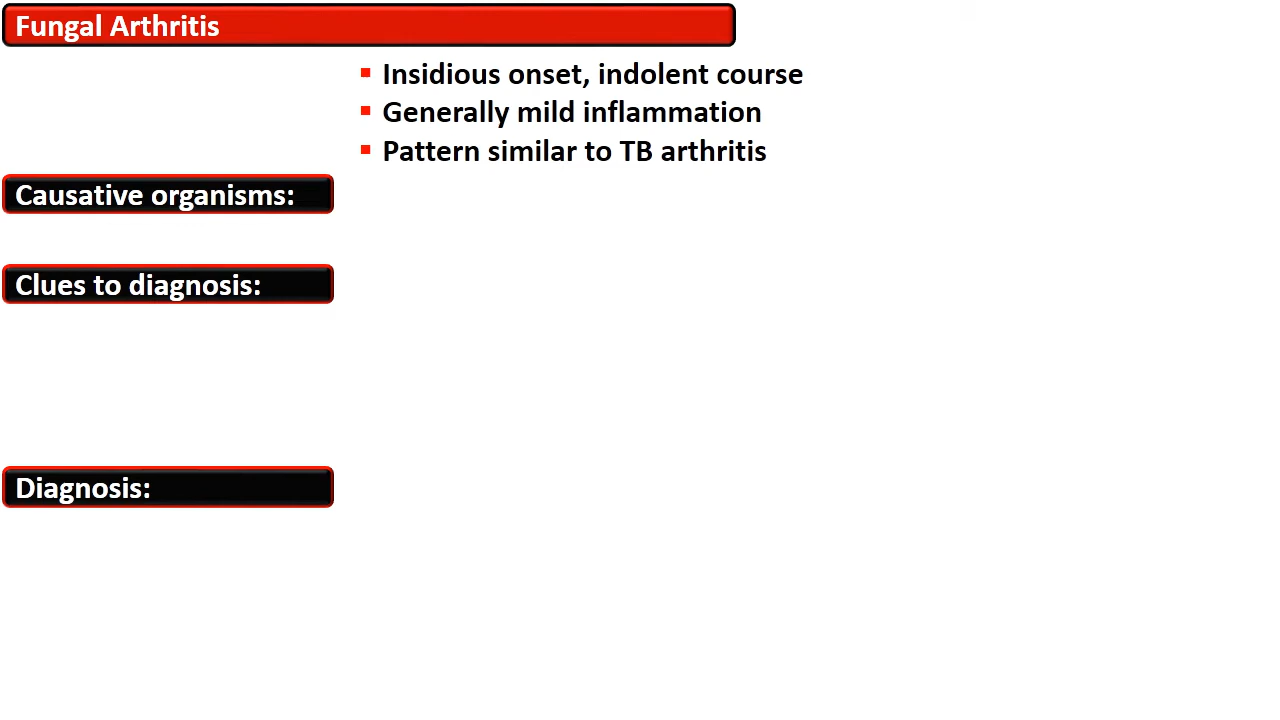 Fungal Arthritis
Insidious onset, indolent course
Generally mild inflammation
Pattern similar to TB arthritis
Causative organisms:
Clues to diagnosis:
Diagnosis: